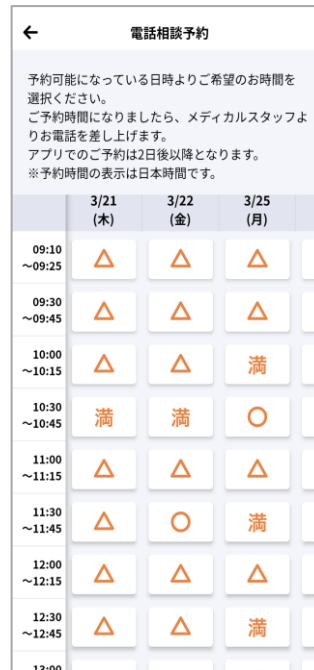 電話相談予約
予約可能になっている日時よりご希望のお時間を
選択ください。
ご予約時間になりましたら、メディカルスタッフよ
りお電話を差し上げます。
アプリでのご予約は2日後以降となります。
※予約時間の表示は日本時間です。
3/21 3/22 3/25
(木) (金) (月)
09:10
~09:25 △ △ △
09:30
~09:45 △ △ △
10:00
~10:15 △ △ 満
10:30
~10:45 満 満 ○
11:00
~11:15 △ △ △
11:30
~11:45 △ ○ 満
12:00
~12:15 △ △ △
12:30
~12:45 △ △ 満
13:00